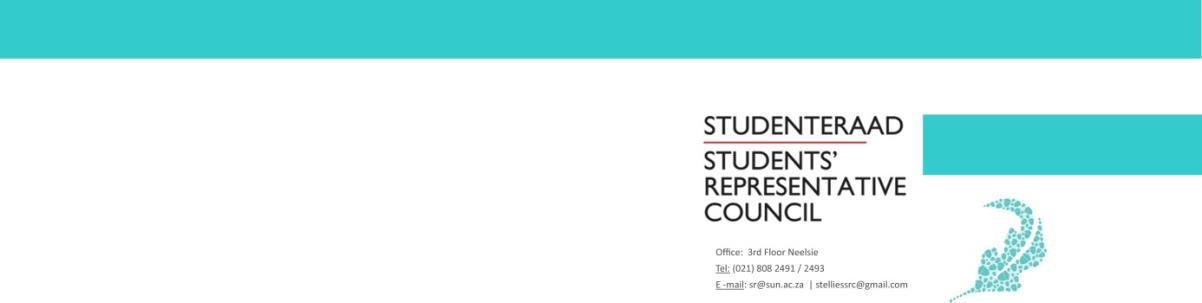 STUDENTERAAD
STUDENTS'
REPRESENTATIVE
COUNCIL
Office:  3rd Floor Neelsie
Tel: (021) 808 2491 / 2493
E -mail: sr@sun.ac.za  | stelliessrc@gmail.com